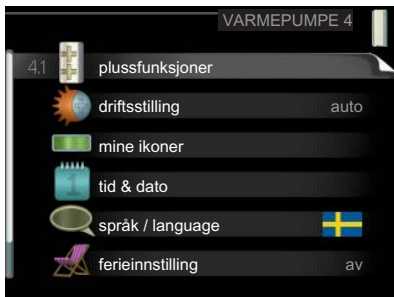 VARMEPUMPE 4
4.1 plussfunksjoner
driftsstilling auto
mine ikoner
tid & dato
språk / language
ferieinnstilling av